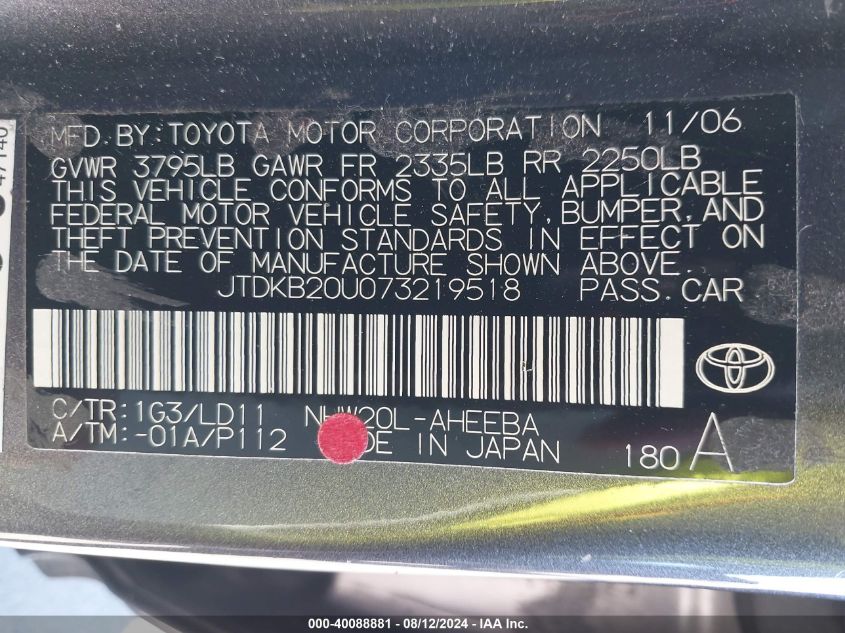 MFD. BY: TOYOTA MOTOR CORPORATION 11/06
GVWR 3795LB GAWR FR 2335LB RR 2250LB
THIS VEHICLE CONFORMS TO ALL APPLICABLE
FEDERAL MOTOR VEHICLE SAFETY, BUMPER, AND
THEFT PREVENTION STANDARDS IN EFFECT ON
THE DATE OF MANUFACTURE SHOWN ABOVE.
JTDKB20U073219518 PASS. CAR
C/TR: 1G3/LD11 NHW20L-AHEEBA
A/TM: -01A/P112 DE IN JAPAN
180 A
47140
000-40088881 / 08/12/2024 - IAA Inc.